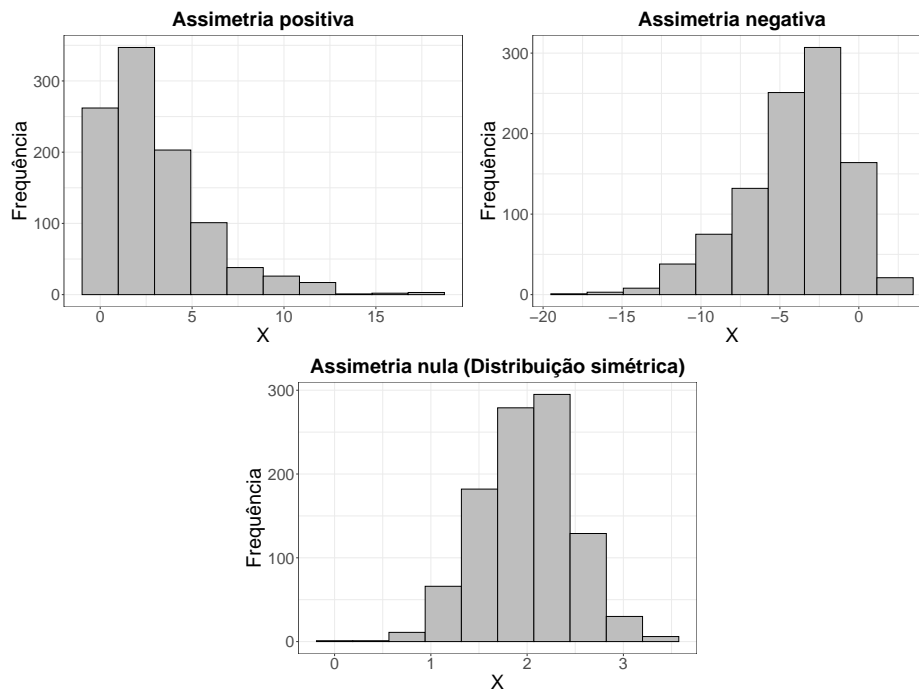 Assimetria positiva
Frequência
300
200
100
0
0 5 10 15
X
Assimetria negativa
Frequência
300
200
100
0
−20 −15 −10 −5 0
X
Assimetria nula (Distribuição simétrica)
Frequência
300
200
100
0
0 1 2 3
X